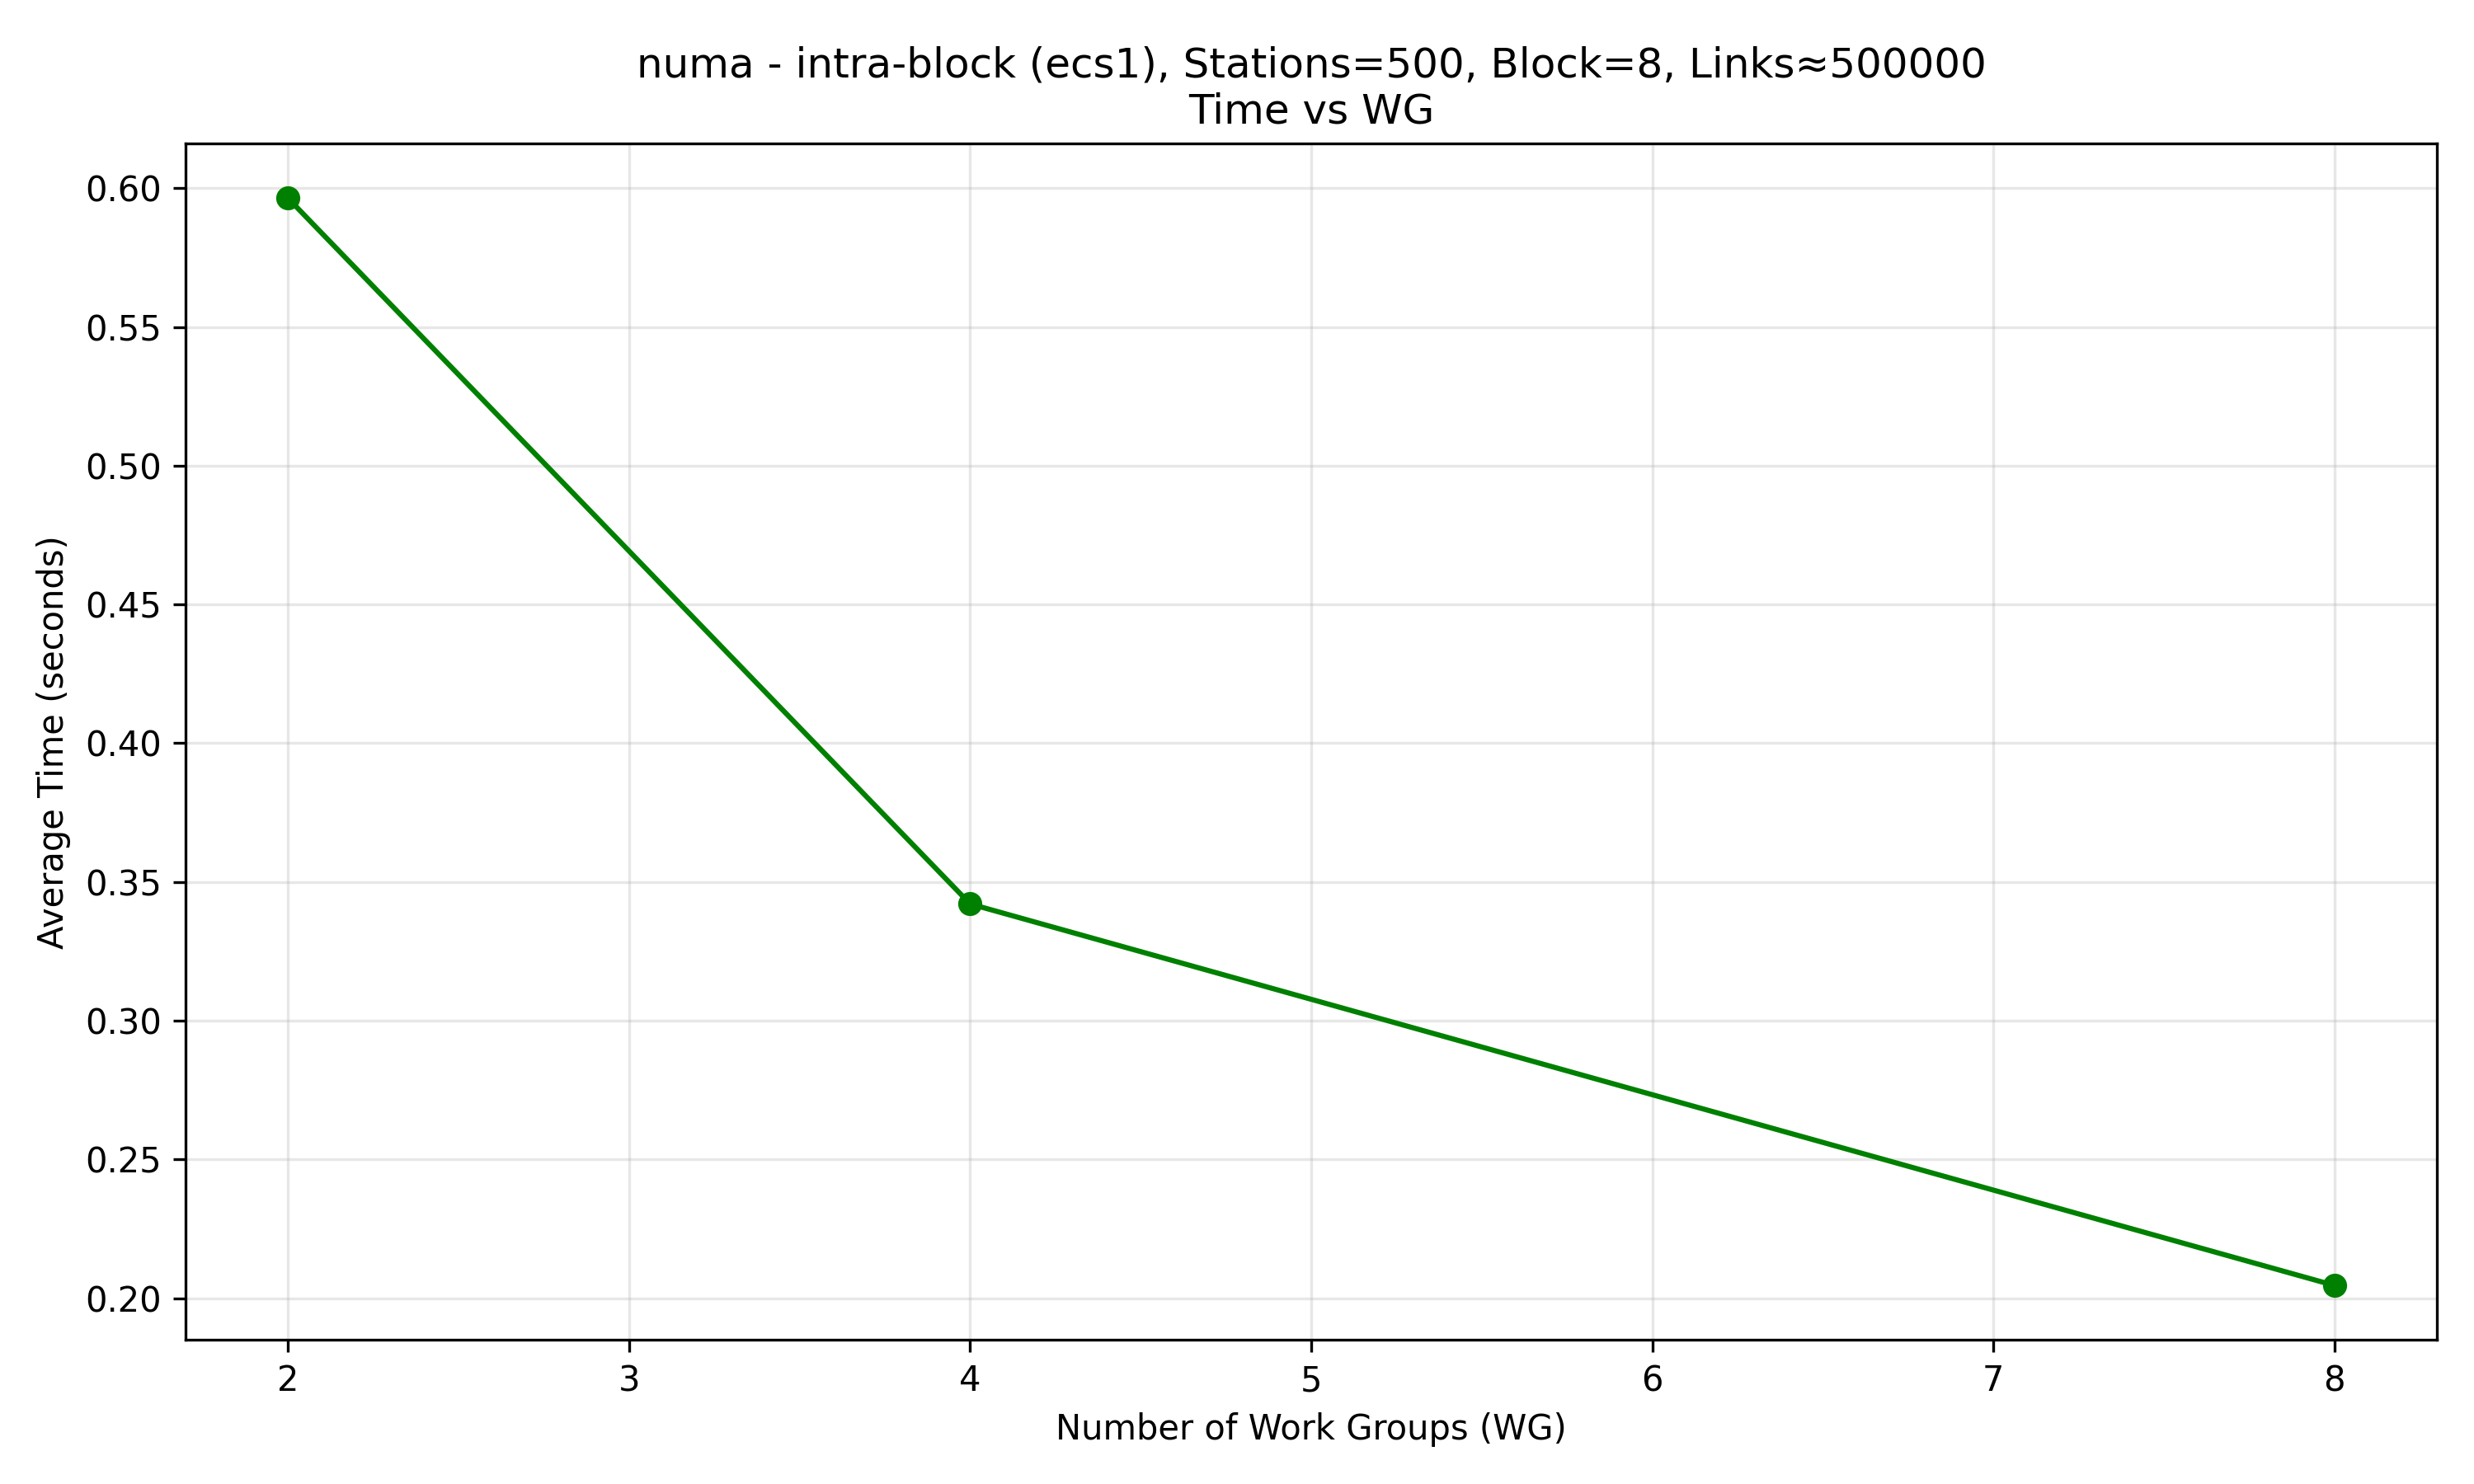 numa - intra-block (ecs1), Stations=500, Block=8, Links≈500000
Time vs WG
0.60
0.55
0.50
0.45
0.40
0.35
0.30
0.25
0.20
Average Time (seconds)
2 3 4 5 6 7 8
Number of Work Groups (WG)